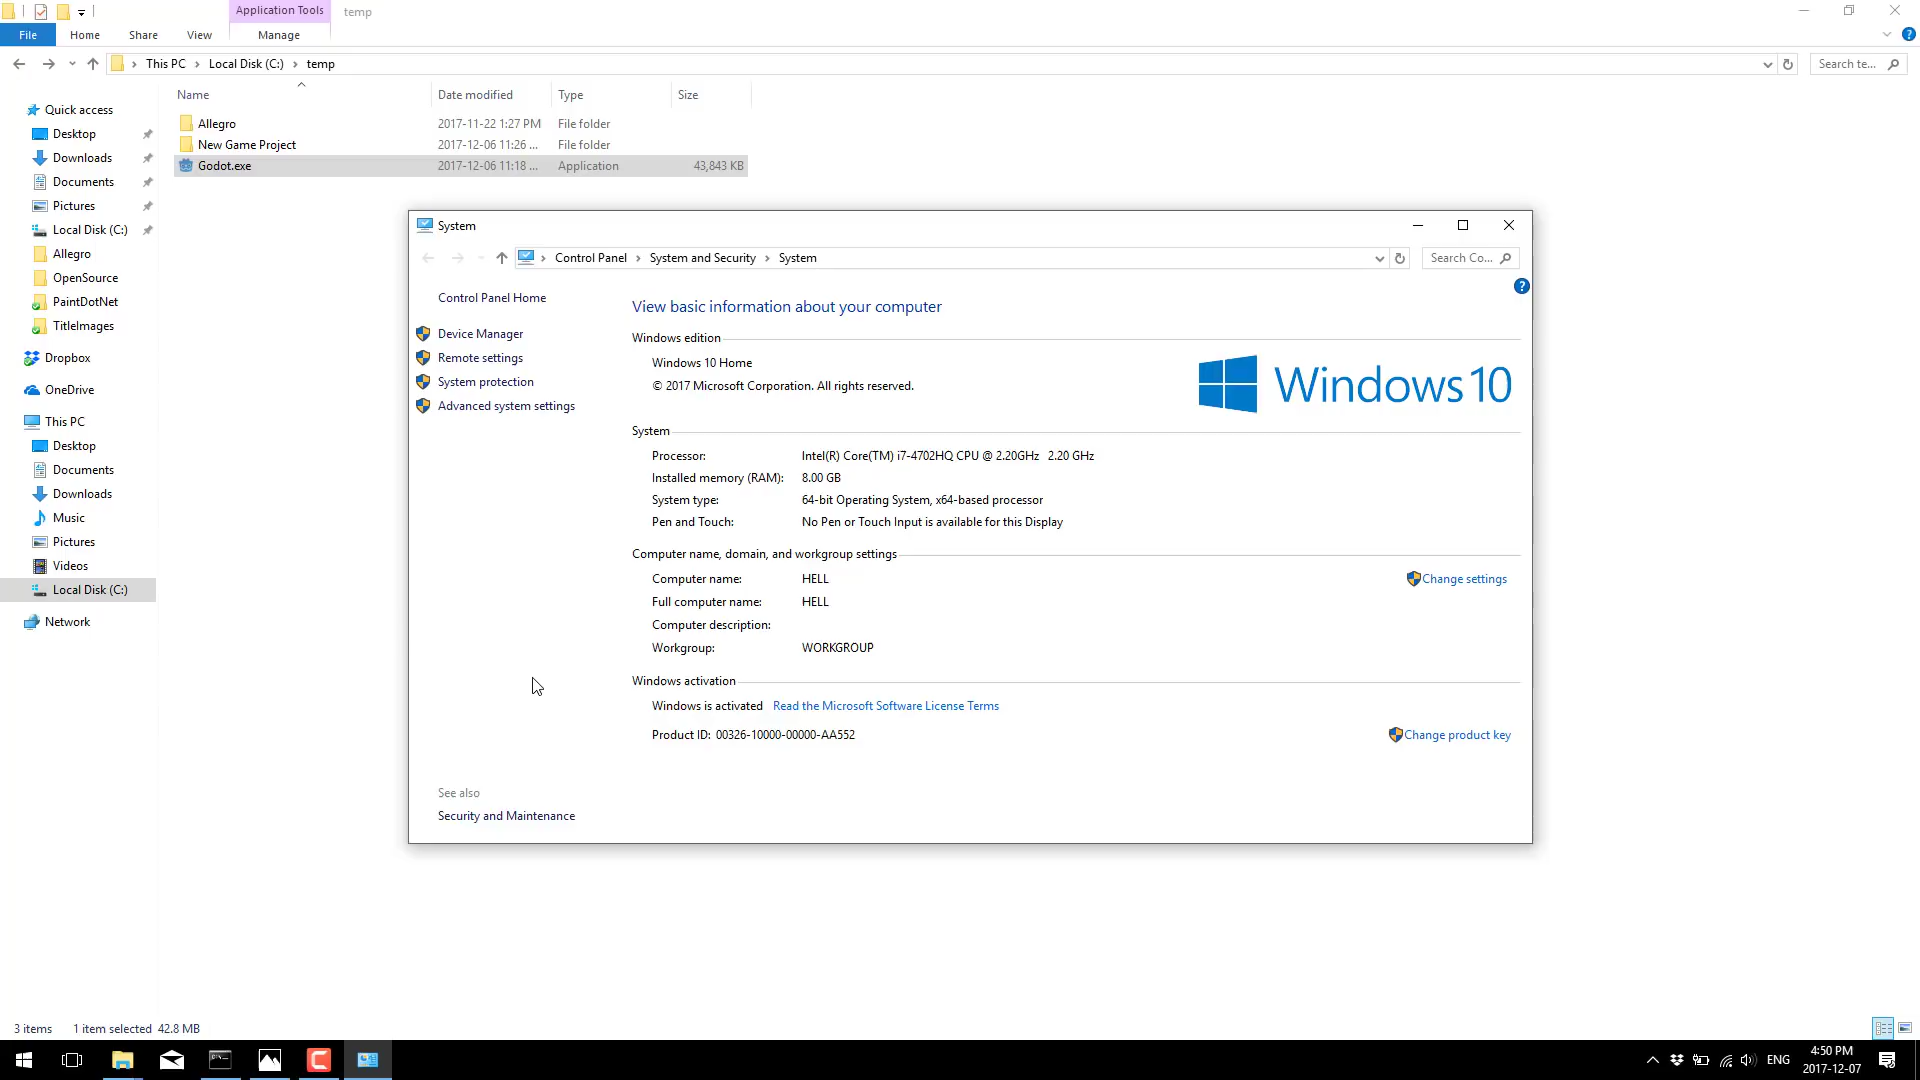 Application Tools
temp
File
Home
Share
View
Manage
This PC
Local Disk (C:)
temp
Search te...
Name
Date modified
Type
Size
Allegro
2017-11-22 1:27 PM
File folder
New Game Project
2017-12-06 11:26 ...
File folder
Godot.exe
2017-12-06 11:18 ...
Application
43,843 KB
Quick access
Desktop
Downloads
Documents
Pictures
Local Disk (C:)
Allegro
OpenSource
PaintDotNet
TitleImages
Dropbox
OneDrive
This PC
Desktop
Documents
Downloads
Music
Pictures
Videos
Local Disk (C:)
Network
System
Control Panel
System and Security
System
Search Co...
Control Panel Home
Device Manager
Remote settings
System protection
Advanced system settings
View basic information about your computer
Windows edition
Windows 10 Home
© 2017 Microsoft Corporation. All rights reserved.
Windows 10
System
Processor: Intel(R) Core(TM) i7-4702HQ CPU @ 2.20GHz 2.20 GHz
Installed memory (RAM): 8.00 GB
System type: 64-bit Operating System, x64-based processor
Pen and Touch: No Pen or Touch Input is available for this Display
Computer name, domain, and workgroup settings
Computer name: HELL
Change settings
Full computer name: HELL
Computer description:
Workgroup: WORKGROUP
Windows activation
Windows is activated Read the Microsoft Software License Terms
Product ID: 00326-10000-00000-AA552
Change product key
See also
Security and Maintenance
3 items
1 item selected 42.8 MB
ENG
4:50 PM
2017-12-07